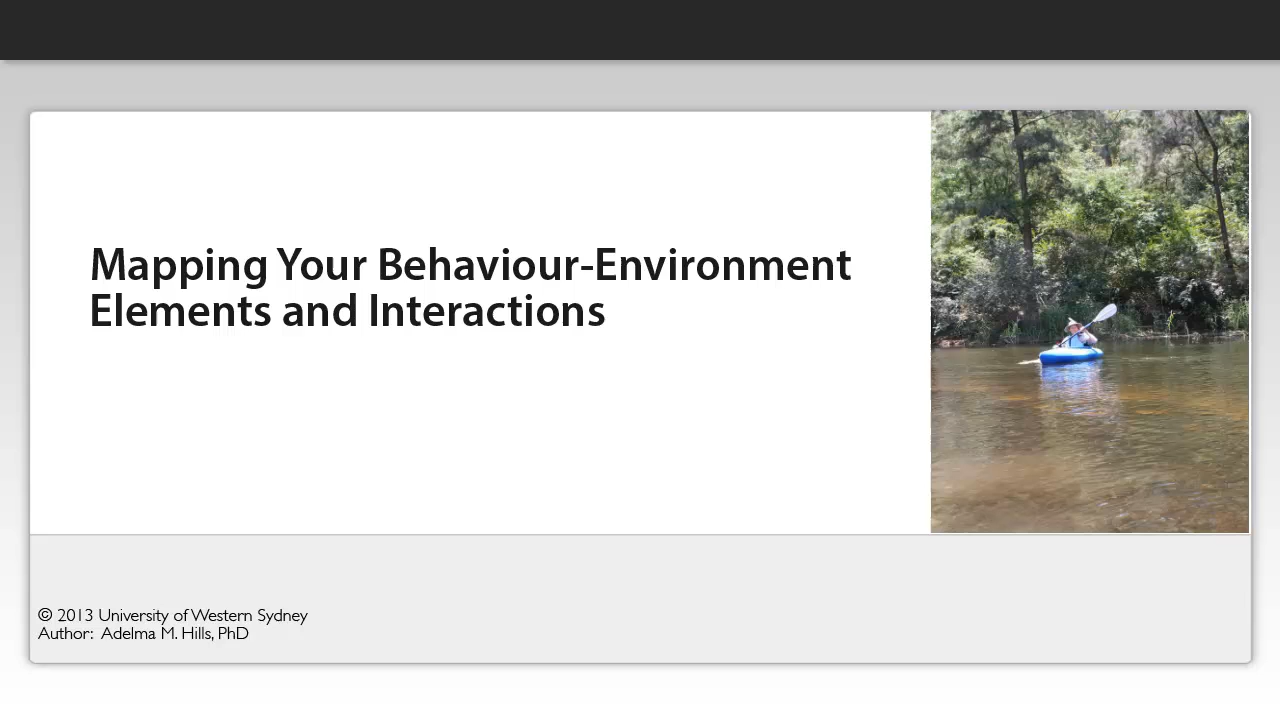 Mapping Your Behaviour-Environment
Elements and Interactions
© 2013 University of Western Sydney
Author: Adelma M. Hills, PhD